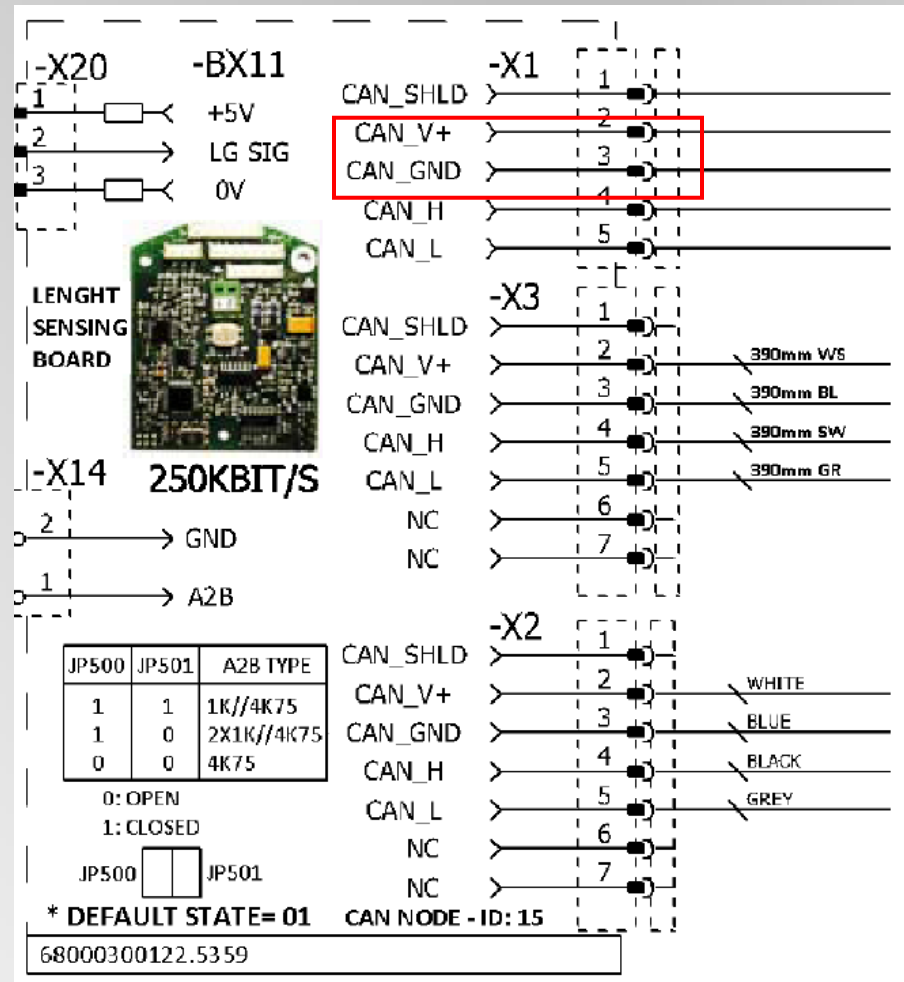 -X20
-BX11
1
+5V
2
LG SIG
3
0V
LENGHT
SENSING
BOARD
250KBIT/S
-X14
2
GND
1
A2B
JP500 JP501 A2B TYPE
1 1 1K//4K75
1 0 2X1K//4K75
0 0 4K75
0: OPEN
1: CLOSED
JP500 JP501
* DEFAULT STATE= 01
CAN NODE - ID: 15
68000300122.5359
-X1
CAN_SHLD 1
CAN_V+ 2
CAN_GND 3
CAN_H 4
CAN_L 5
-X3
CAN_SHLD 1
CAN_V+ 2 390mm WS
CAN_GND 3 390mm BL
CAN_H 4 390mm SW
CAN_L 5 390mm GR
NC 6
NC 7
-X2
CAN_SHLD 1
CAN_V+ 2 WHITE
CAN_GND 3 BLUE
CAN_H 4 BLACK
CAN_L 5 GREY
NC 6
NC 7